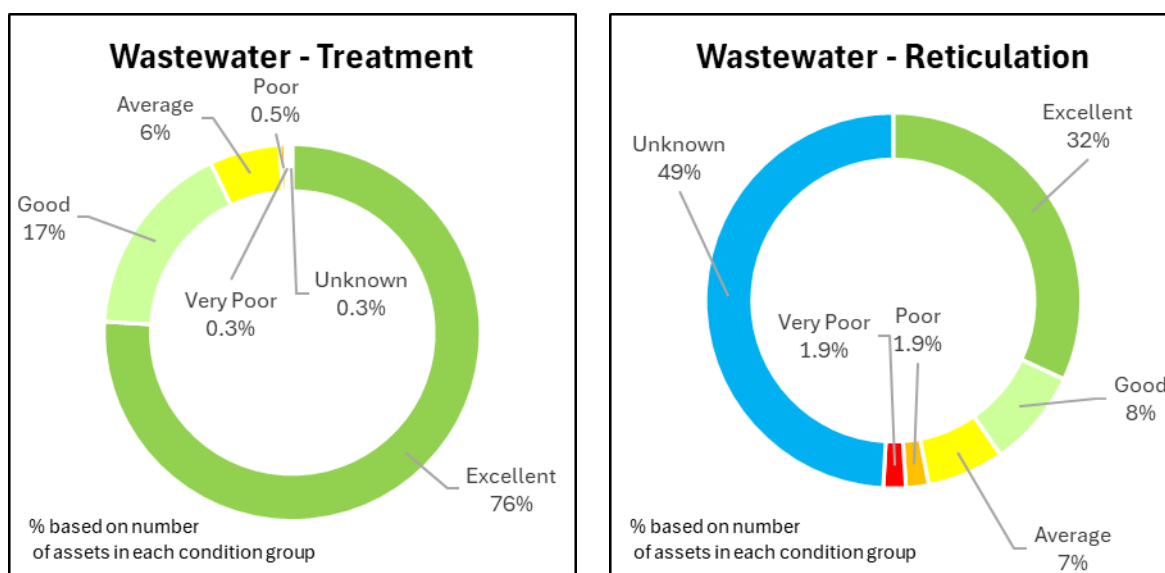 Wastewater - Treatment
Poor
0.5%
Average
6%
Good
17%
Very Poor
0.3%
Unknown
0.3%
Excellent
76%
% based on number
of assets in each condition group
Wastewater - Reticulation
Excellent
32%
Unknown
49%
Very Poor
1.9%
Poor
1.9%
Good
8%
Average
7%
% based on number
of assets in each condition group